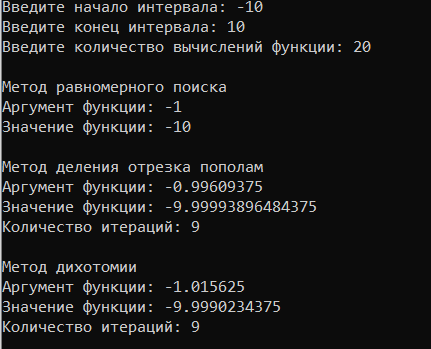 Введите начало интервала: -10
Введите конец интервала: 10
Введите количество вычислений функции: 20
Метод равномерного поиска
Аргумент функции: -1
Значение функции: -10
Метод деления отрезка пополам
Аргумент функции: -0.99609375
Значение функции: -9.99993896484375
Количество итераций: 9
Метод дихотомии
Аргумент функции: -1.015625
Значение функции: -9.9990234375
Количество итераций: 9